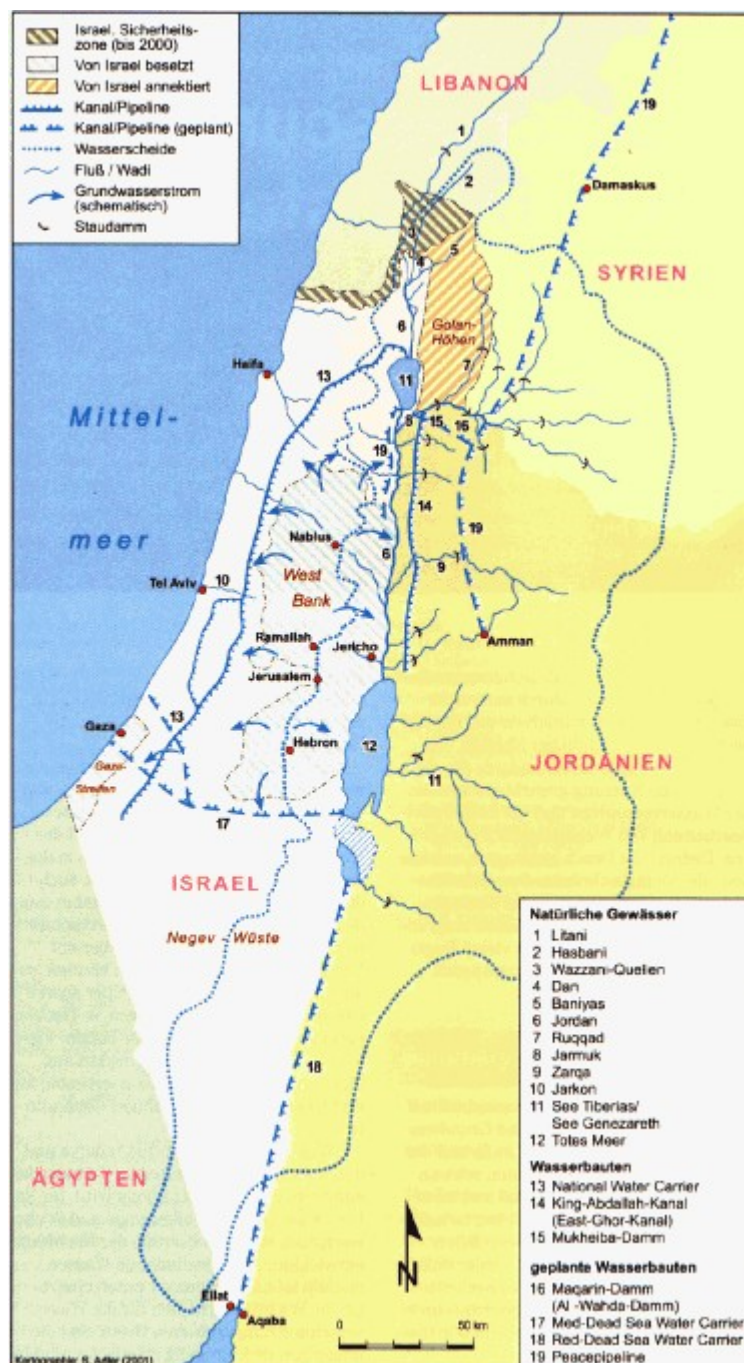 Israel. Sicherheits-
zone (bis 2000)
Von Israel besetzt
Von Israel annektiert
Kanal/Pipeline
Kanal/Pipeline (geplant)
Wasserscheide
Fluß / Wadi
Grundwasserstrom
(schematisch)
Staudamm
LIBANON
19
1
2
Damaskus
3
5
4
SYRIEN
6
Golan-
Höhen
Haifa
13
7
11
Mittel-
meer
8
15
16
19
14
19
Nablus
6
9
West
Bank
Tel Aviv
10
Ramallah
Jericho
Amman
Jerusalem
Gaza
13
Hebron
12
Gaza-
Streifen
11
JORDANIEN
17
ISRAEL
Negev - Wüste
18
ÄGYPTEN
N
Eilat
Aqaba
0
50 km
Kartographie: S. Adler (2001)
Natürliche Gewässer
1 Litani
2 Hasbani
3 Wazzani-Quellen
4 Dan
5 Baniyas
6 Jordan
7 Ruqqad
8 Jarmuk
9 Zarqa
10 Jarkon
11 See Tiberias/
See Genezareth
12 Totes Meer
Wasserbauten
13 National Water Carrier
14 King-Abdallah-Kanal
(East-Ghor-Kanal)
15 Mukheiba-Damm
geplante Wasserbauten
16 Maqarin-Damm
(Al -Wahda-Damm)
17 Med-Dead Sea Water Carrier
18 Red-Dead Sea Water Carrier
19 Peacepipeline